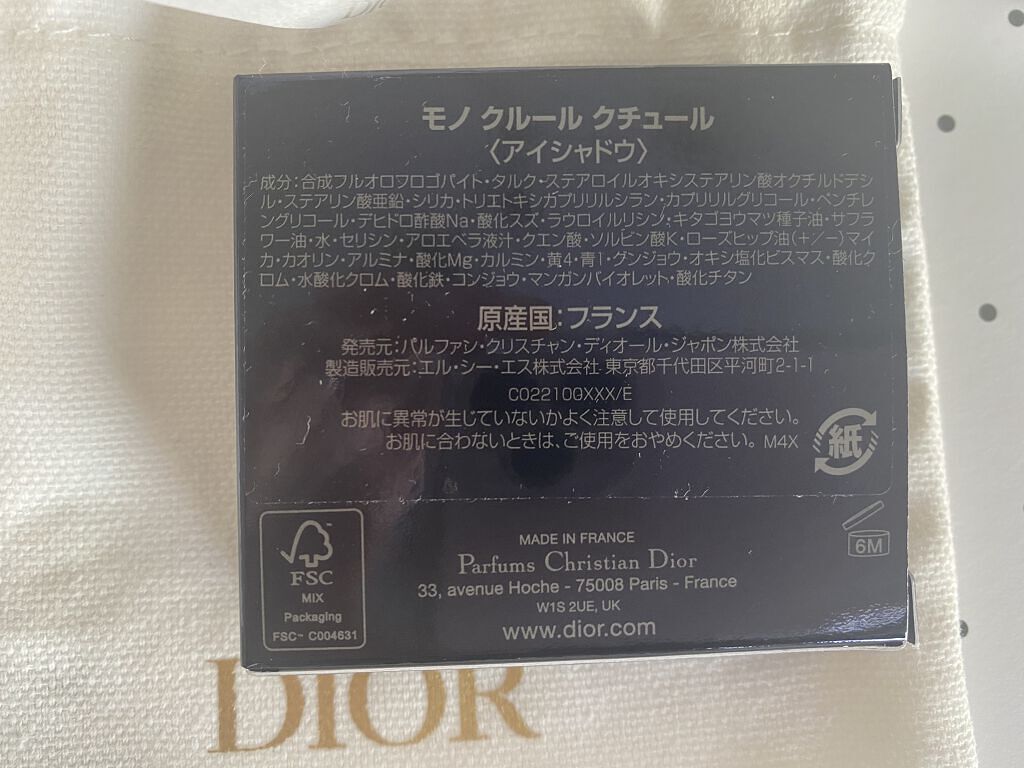 モノ クルール クチュール
〈アイシャドウ〉
成分:合成フルオロフロゴパイト・タルク・ステアロイルオキシステアリン酸オクチルドデシ
ル・ステアリン酸亜鉛・シリカ・トリエトキシカプリリルシラン・カプリリルグリコール・ペンチレ
ングリコール・デヒドロ酢酸Na・酸化スズ・ラウロイルリシン・キタゴヨウマツ種子油・サフラ
ワー油・水・セリシン・アロエベラ液汁・クエン酸・ソルビン酸K・ローズヒップ油(+/-)マイ
カ・カオリン・アルミナ・酸化Mg・カルミン・黄4・青1・グンジョウ・オキシ塩化ビスマス・酸化ク
ロム・水酸化クロム・酸化鉄・コンジョウ・マンガンバイオレット・酸化チタン
原産国:フランス
発売元:パルファン・クリスチャン・ディオール・ジャポン株式会社
製造販売元:エル・シー・エス株式会社 東京都千代田区平河町2-1-1
C022100XXX/E
お肌に異常が生じていないかよく注意して使用してください。
お肌に合わないときは、ご使用をおやめください。 M4X
紙
6M
FSC
MIX
Packaging
FSC™ C004631
MADE IN FRANCE
Parfums Christian Dior
33, avenue Hoche - 75008 Paris - France
W1S 2UE, UK
www.dior.com
DIOR